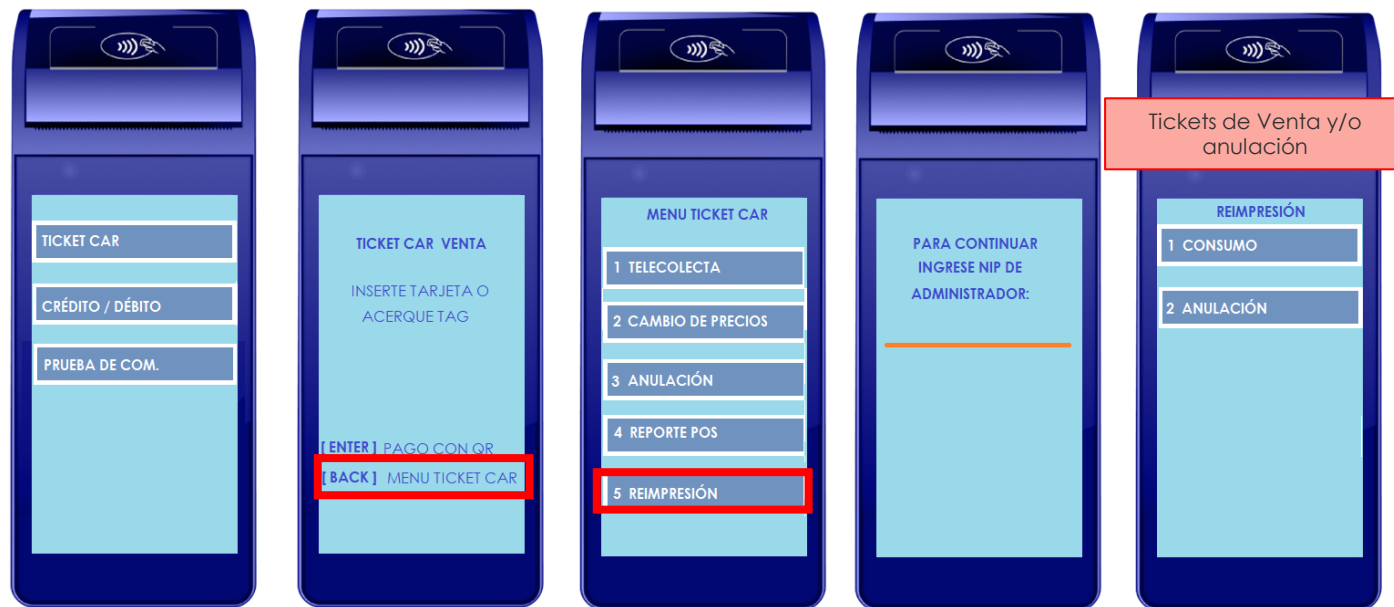 TICKET CAR
CRÉDITO / DÉBITO
PRUEBA DE COM.
TICKET CAR VENTA
INSERTE TARJETA O
ACERQUE TAG
[ ENTER ] PAGO CON QR
[ BACK ] MENU TICKET CAR
MENU TICKET CAR
1 TELECOLECTA
2 CAMBIO DE PRECIOS
3 ANULACIÓN
4 REPORTE POS
5 REIMPRESIÓN
PARA CONTINUAR
INGRESE NIP DE
ADMINISTRADOR:
Tickets de Venta y/o
anulación
REIMPRESIÓN
1 CONSUMO
2 ANULACIÓN